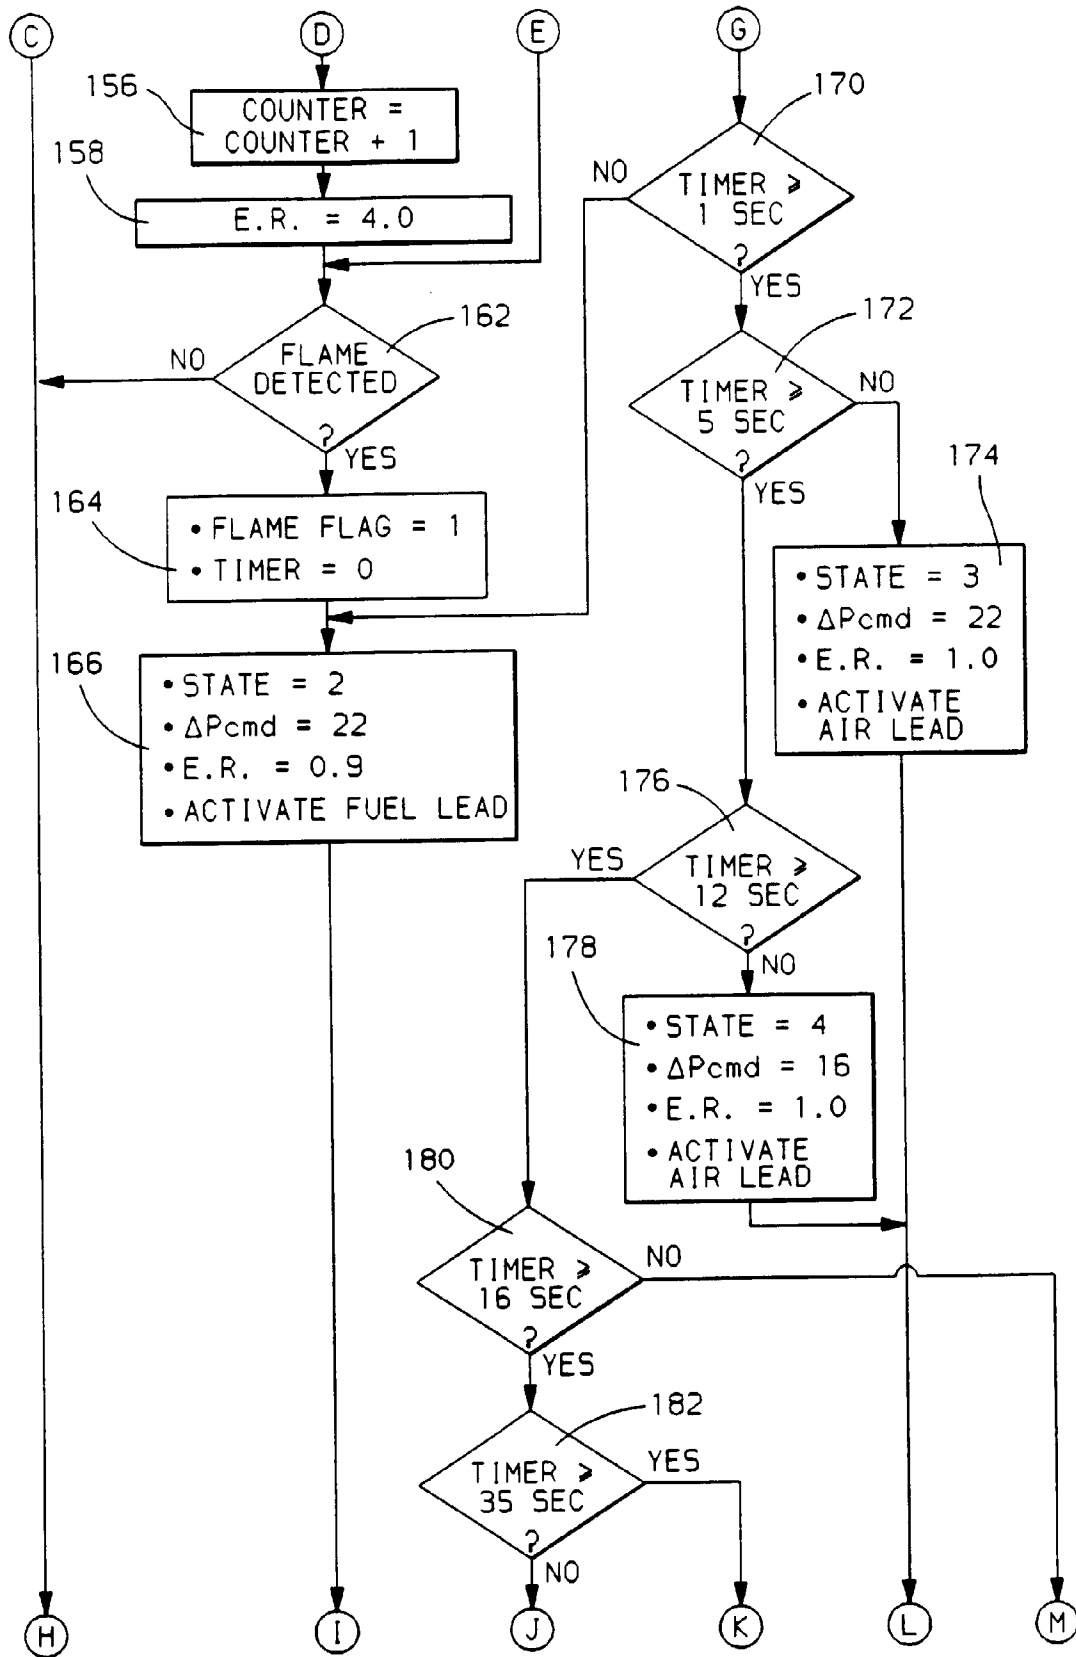 C
D
E
G
156
COUNTER =
COUNTER + 1
158
E.R. = 4.0
170
NO
TIMER ⩾
1 SEC
?
YES
162
NO
FLAME
DETECTED
?
YES
172
TIMER ⩾
5 SEC
?
NO
YES
164
• FLAME FLAG = 1
• TIMER = 0
174
• STATE = 3
• ΔPcmd = 22
• E.R. = 1.0
• ACTIVATE
AIR LEAD
166
• STATE = 2
• ΔPcmd = 22
• E.R. = 0.9
• ACTIVATE FUEL LEAD
176
YES
TIMER ⩾
12 SEC
?
NO
178
• STATE = 4
• ΔPcmd = 16
• E.R. = 1.0
• ACTIVATE
AIR LEAD
180
TIMER ⩾
16 SEC
?
NO
YES
182
TIMER ⩾
35 SEC
?
YES
NO
H
I
J
K
L
M